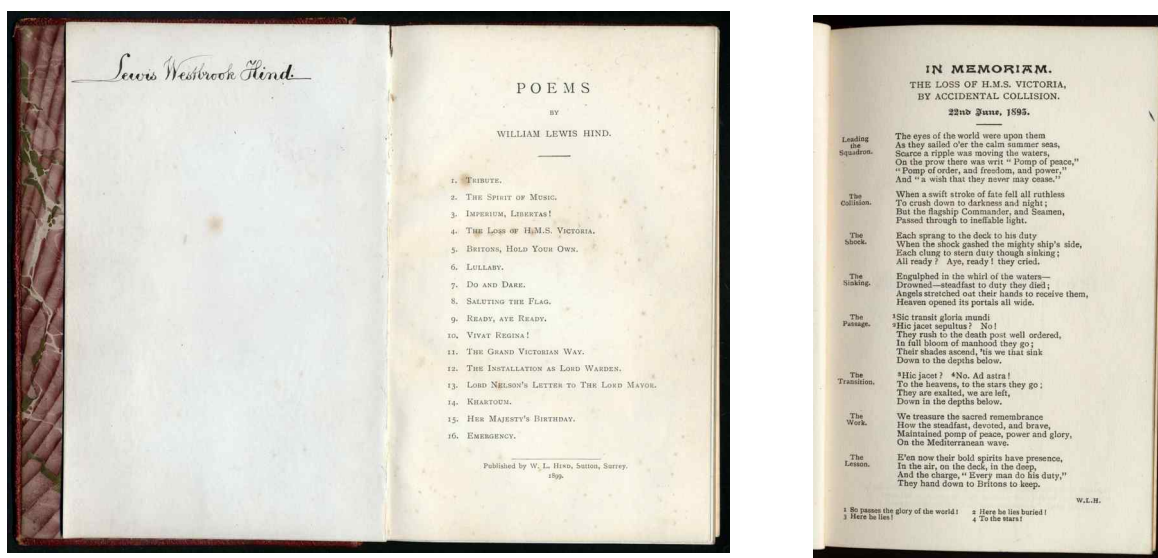 Lewis Westbrook Hind
POEMS
BY
WILLIAM LEWIS HIND.
1. TRIBUTE.
2. THE SPIRIT OF MUSIC.
3. IMPERIUM, LIBERTAS!
4. THE LOSS OF H.M.S. VICTORIA.
5. BRITONS, HOLD YOUR OWN.
6. LULLABY.
7. DO AND DARE.
8. SALUTING THE FLAG.
9. READY, AYE READY.
10. VIVAT REGINA!
11. THE GRAND VICTORIAN WAY.
12. THE INSTALLATION AS LORD WARDEN.
13. LORD NELSON'S LETTER TO THE LORD MAYOR.
14. KHARTOUM.
15. HER MAJESTY'S BIRTHDAY.
16. EMERGENCY.
Published by W. L. HIND, Sutton, Surrey.
1899.
IN MEMORIAM.
THE LOSS OF H.M.S. VICTORIA,
BY ACCIDENTAL COLLISION.
22nd June, 1893.
Leading
the
Squadron.
The eyes of the world were upon them
As they sailed o'er the calm summer seas,
Scarce a ripple was moving the waters,
On the prow there was writ " Pomp of peace,"
" Pomp of order, and freedom, and power,"
And " a wish that they never may cease."
The
Collision.
When a swift stroke of fate fell all ruthless
To crush down to darkness and night;
But the flagship Commander, and Seamen,
Passed through to ineffable light.
The
Shock.
Each sprang to the deck to his duty
When the shock gashed the mighty ship's side,
Each clung to stern duty though sinking;
All ready? Aye, ready! they cried.
The
Sinking.
Engulphed in the whirl of the waters—
Drowned—steadfast to duty they died;
Angels stretched out their hands to receive them,
Heaven opened its portals all wide.
The
Passage.
1Sic transit gloria mundi
2Hic jacet sepultus? No!
They rush to the death post well ordered,
In full bloom of manhood they go;
Their shades ascend, 'tis we that sink
Down to the depths below.
The
Transition.
3Hic jacet? 4No. Ad astra!
To the heavens, to the stars they go;
They are exalted, we are left,
Down in the depths below.
The
Work.
We treasure the sacred remembrance
How the steadfast, devoted, and brave,
Maintained pomp of peace, power and glory,
On the Mediterranean wave.
The
Lesson.
E'en now their bold spirits have presence,
In the air, on the deck, in the deep,
And the charge, " Every man do his duty,"
They hand down to Britons to keep.
W.L.H.
1 So passes the glory of the world! 2 Here he lies buried!
3 Here he lies! 4 To the stars!